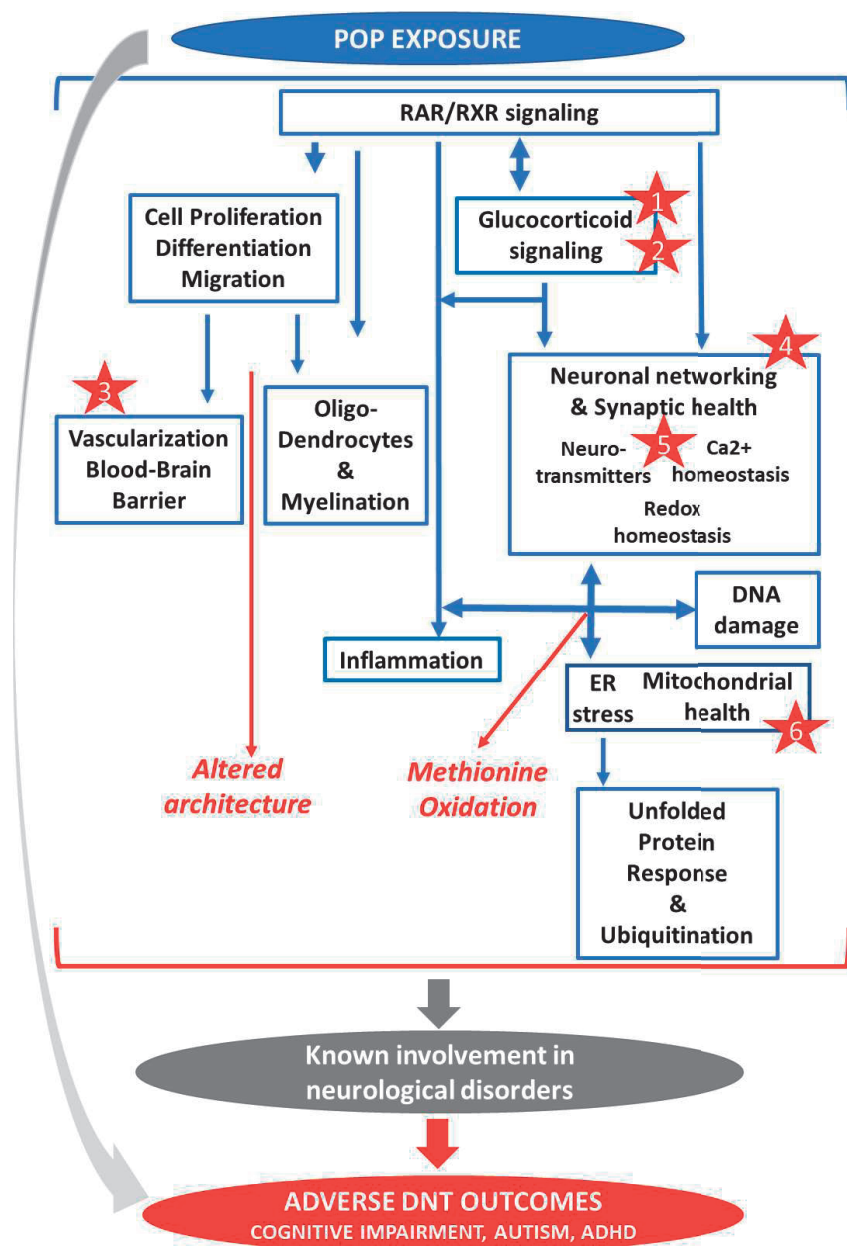 POP EXPOSURE
RAR/RXR signaling
Cell Proliferation
Differentiation
Migration
Glucocorticoid
signaling
1
2
3
Vascularization
Blood-Brain
Barrier
Oligo-
Dendrocytes
&
Myelination
4
Neuronal networking
& Synaptic health
5
Neuro-
transmitters
Ca2+
homeostasis
Redox
homeostasis
DNA
damage
Inflammation
ER
stress
Mitochondrial
health
6
Altered
architecture
Methionine
Oxidation
Unfolded
Protein
Response
&
Ubiquitination
Known involvement in
neurological disorders
ADVERSE DNT OUTCOMES
COGNITIVE IMPAIRMENT, AUTISM, ADHD